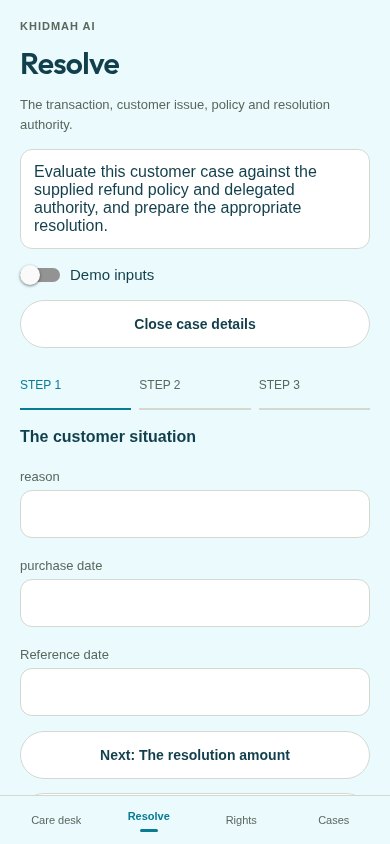 KHIDMAH AI
Resolve
The transaction, customer issue, policy and resolution
authority.
Evaluate this customer case against the
supplied refund policy and delegated
authority, and prepare the appropriate
resolution.
Demo inputs
Close case details
STEP 1 STEP 2 STEP 3
The customer situation
reason
purchase date
Reference date
Next: The resolution amount
Care desk Resolve Rights Cases